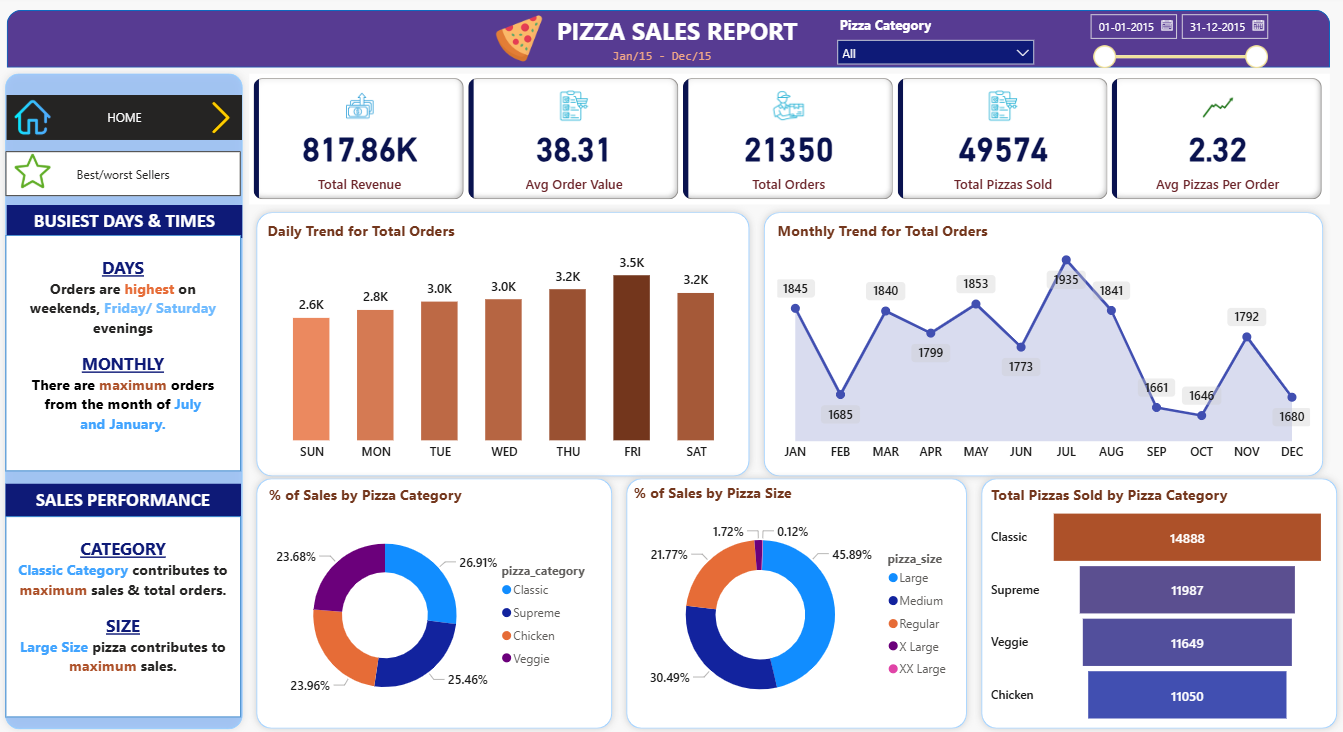 PIZZA SALES REPORT
Jan/15 - Dec/15
Pizza Category
All
01-01-2015
31-12-2015
HOME
Best/worst Sellers
BUSIEST DAYS & TIMES
DAYS
Orders are highest on
weekends, Friday/ Saturday
evenings
MONTHLY
There are maximum orders
from the month of July
and January.
SALES PERFORMANCE
CATEGORY
Classic Category contributes to
maximum sales & total orders.
SIZE
Large Size pizza contributes to
maximum sales.
817.86K
Total Revenue
38.31
Avg Order Value
21350
Total Orders
49574
Total Pizzas Sold
2.32
Avg Pizzas Per Order
Daily Trend for Total Orders
2.6K
2.8K
3.0K
3.0K
3.2K
3.5K
3.2K
SUN MON TUE WED THU FRI SAT
Monthly Trend for Total Orders
1845
1685
1840
1799
1853
1773
1935
1841
1661
1646
1792
1680
JAN FEB MAR APR MAY JUN JUL AUG SEP OCT NOV DEC
% of Sales by Pizza Category
23.68%
26.91%
23.96%
25.46%
pizza_category
Classic
Supreme
Chicken
Veggie
% of Sales by Pizza Size
1.72%
0.12%
21.77%
45.89%
30.49%
pizza_size
Large
Medium
Regular
X Large
XX Large
Total Pizzas Sold by Pizza Category
Classic 14888
Supreme 11987
Veggie 11649
Chicken 11050